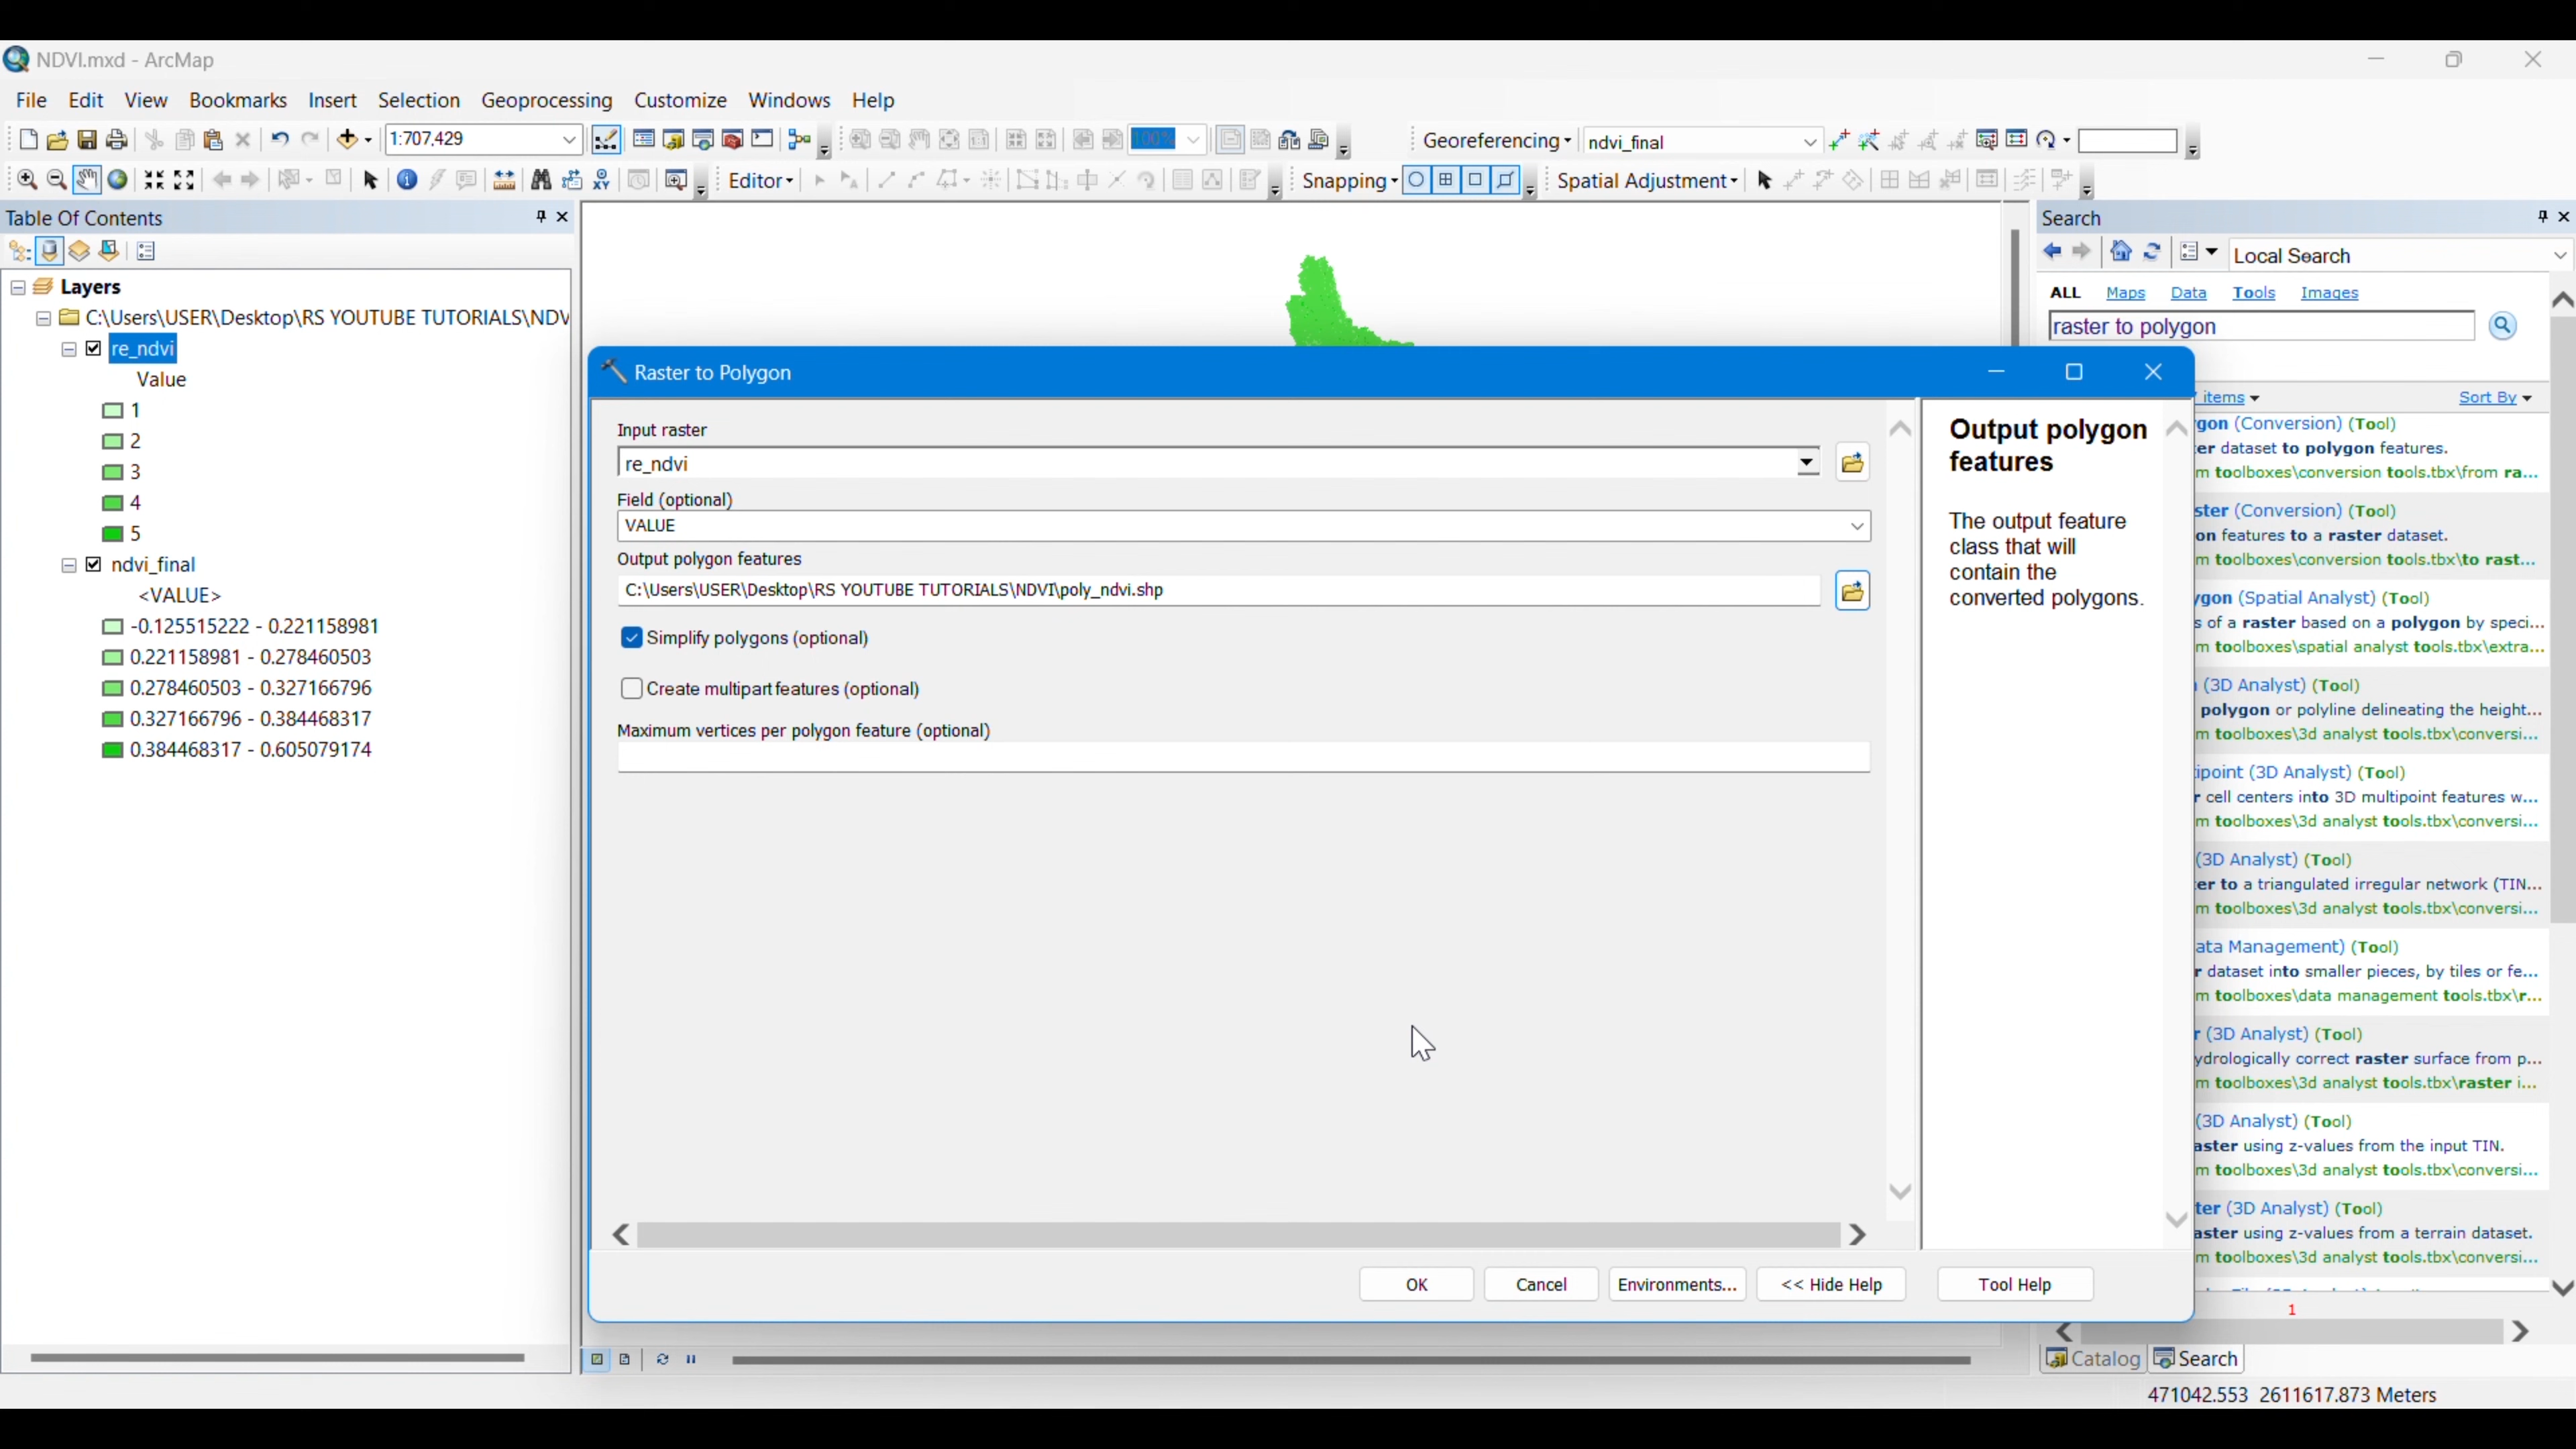 NDVI.mxd - ArcMap
File Edit View Bookmarks Insert Selection Geoprocessing Customize Windows Help
1:707,429 100% Georeferencing ndvi_final
Editor Snapping Spatial Adjustment
Table Of Contents
Layers
C:\Users\USER\Desktop\RS YOUTUBE TUTORIALS\NDV
re_ndvi
Value
1
2
3
4
5
ndvi_final
<VALUE>
-0.125515222 - 0.221158981
0.221158981 - 0.278460503
0.278460503 - 0.327166796
0.327166796 - 0.384468317
0.384468317 - 0.605079174
Raster to Polygon
Input raster
re_ndvi
Field (optional)
VALUE
Output polygon features
C:\Users\USER\Desktop\RS YOUTUBE TUTORIALS\NDVI\poly_ndvi.shp
Simplify polygons (optional)
Create multipart features (optional)
Maximum vertices per polygon feature (optional)
OK Cancel Environments... << Hide Help Tool Help
Output polygon
features
The output feature
class that will
contain the
converted polygons.
Search
Local Search
ALL Maps Data Tools Images
raster to polygon
items Sort By
gon (Conversion) (Tool)
er dataset to polygon features.
m toolboxes\conversion tools.tbx\from ra...
ster (Conversion) (Tool)
on features to a raster dataset.
m toolboxes\conversion tools.tbx\to rast...
ygon (Spatial Analyst) (Tool)
s of a raster based on a polygon by speci...
m toolboxes\spatial analyst tools.tbx\extra...
(3D Analyst) (Tool)
polygon or polyline delineating the height...
m toolboxes\3d analyst tools.tbx\conversi...
ipoint (3D Analyst) (Tool)
r cell centers into 3D multipoint features w...
m toolboxes\3d analyst tools.tbx\conversi...
(3D Analyst) (Tool)
er to a triangulated irregular network (TIN...
m toolboxes\3d analyst tools.tbx\conversi...
ata Management) (Tool)
r dataset into smaller pieces, by tiles or fe...
m toolboxes\data management tools.tbx\r...
r (3D Analyst) (Tool)
ydrologically correct raster surface from p...
m toolboxes\3d analyst tools.tbx\raster i...
(3D Analyst) (Tool)
aster using z-values from the input TIN.
m toolboxes\3d analyst tools.tbx\conversi...
ter (3D Analyst) (Tool)
aster using z-values from a terrain dataset.
m toolboxes\3d analyst tools.tbx\conversi...
1
Catalog Search
471042.553 2611617.873 Meters